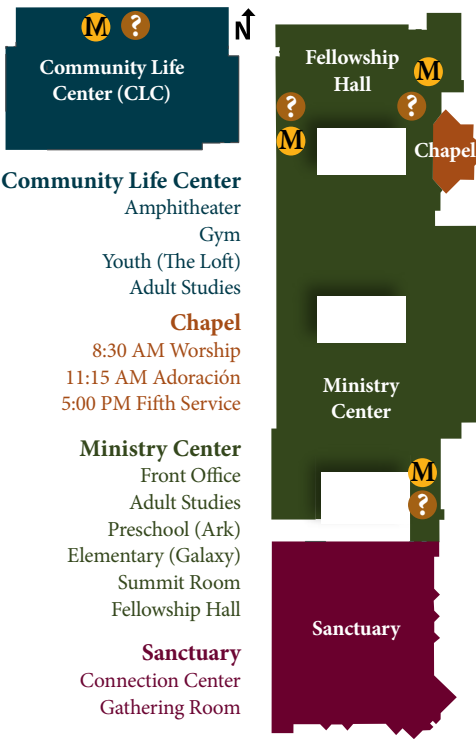 M ?
N
Community Life
Center (CLC)
Fellowship
Hall
M
? ?
M
Chapel
Community Life Center
Amphitheater
Gym
Youth (The Loft)
Adult Studies
Chapel
8:30 AM Worship
11:15 AM Adoración
5:00 PM Fifth Service
Ministry
Center
Ministry Center
Front Office
Adult Studies
Preschool (Ark)
Elementary (Galaxy)
Summit Room
Fellowship Hall
M
?
Sanctuary
Connection Center
Gathering Room
Sanctuary